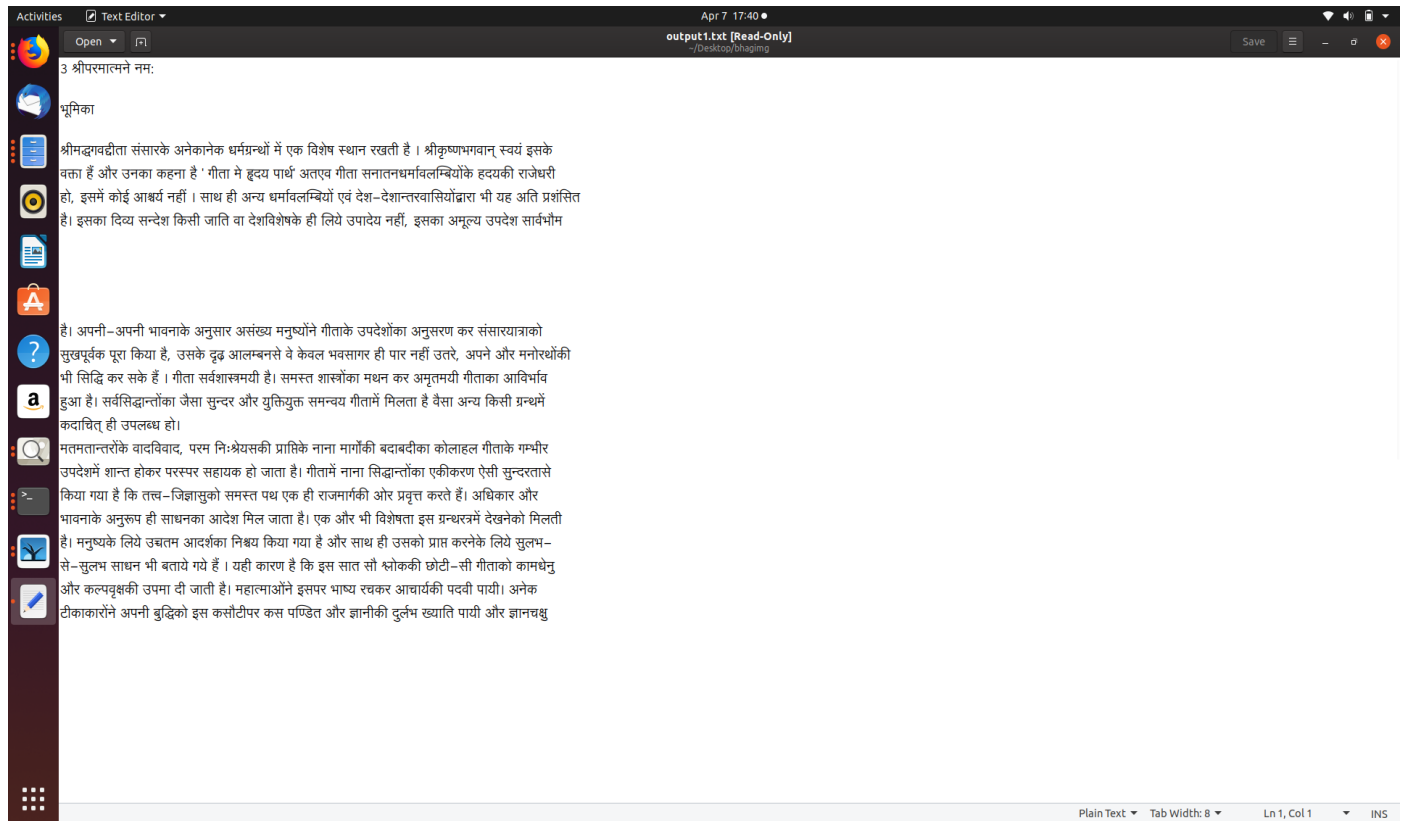 Activities
Text Editor
Apr 7 17:40
Open
output1.txt [Read-Only]
~/Desktop/bhagimg
Save
3 श्रीपरमात्मने नम:
भूमिका
श्रीमद्धगवद्गीता संसारके अनेकानेक धर्मग्रन्थों में एक विशेष स्थान रखती है । श्रीकृष्णभगवान् स्वयं इसके
वक्ता हैं और उनका कहना है ' गीता मे हृदय पार्थ' अतएव गीता सनातनधर्मावलम्बियोंके हदयकी राजेधरी
हो, इसमें कोई आश्चर्य नहीं । साथ ही अन्य धर्मावलम्बियों एवं देश–देशान्तरवासियोंद्वारा भी यह अति प्रशंसित
है। इसका दिव्य सन्देश किसी जाति वा देशविशेषके ही लिये उपादेय नहीं, इसका अमूल्य उपदेश सार्वभौम
है। अपनी–अपनी भावनाके अनुसार असंख्य मनुष्योंने गीताके उपदेशोंका अनुसरण कर संसारयात्राको
सुखपूर्वक पूरा किया है, उसके दृढ आलम्बनसे वे केवल भवसागर ही पार नहीं उतरे, अपने और मनोरथोंकी
भी सिद्धि कर सके हैं । गीता सर्वशास्त्रमयी है। समस्त शास्त्रोंका मथन कर अमृतमयी गीताका आविर्भाव
हुआ है। सर्वसिद्धान्तोंका जैसा सुन्दर और युक्तियुक्त समन्वय गीतामें मिलता है वैसा अन्य किसी ग्रन्थमें
कदाचित् ही उपलब्ध हो।
मतमतान्तरोंके वादविवाद, परम निःश्रेयसकी प्राप्तिके नाना मार्गोंकी बदाबदीका कोलाहल गीताके गम्भीर
उपदेशमें शान्त होकर परस्पर सहायक हो जाता है। गीतामें नाना सिद्धान्तोंका एकीकरण ऐसी सुन्दरतासे
किया गया है कि तत्त्व–जिज्ञासुको समस्त पथ एक ही राजमार्गकी ओर प्रवृत्त करते हैं। अधिकार और
भावनाके अनुरूप ही साधनका आदेश मिल जाता है। एक और भी विशेषता इस ग्रन्थरत्रमें देखनेको मिलती
है। मनुष्यके लिये उच्चतम आदर्शका निश्चय किया गया है और साथ ही उसको प्राप्त करनेके लिये सुलभ–
से–सुलभ साधन भी बताये गये हैं । यही कारण है कि इस सात सौ श्लोककी छोटी–सी गीताको कामधेनु
और कल्पवृक्षकी उपमा दी जाती है। महात्माओंने इसपर भाष्य रचकर आचार्यकी पदवी पायी। अनेक
टीकाकारोंने अपनी बुद्धिको इस कसौटीपर कस पण्डित और ज्ञानीकी दुर्लभ ख्याति पायी और ज्ञानचक्षु
Plain Text
Tab Width: 8
Ln 1, Col 1
INS